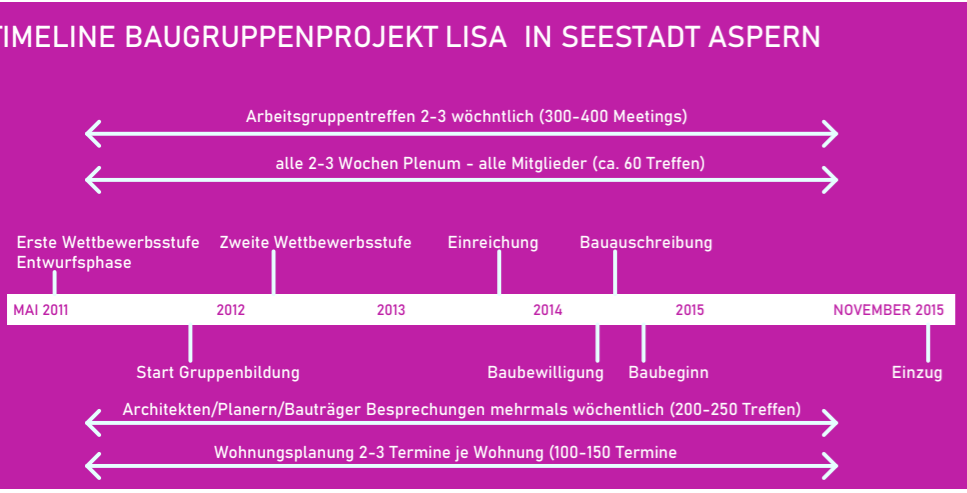 TIMELINE BAUGRUPPENPROJEKT LISA IN SEESTADT ASPERN
Arbeitsgruppentreffen 2-3 wöchntlich (300-400 Meetings)
alle 2-3 Wochen Plenum - alle Mitglieder (ca. 60 Treffen)
Erste Wettbewerbsstufe
Entwurfsphase
Zweite Wettbewerbsstufe
Einreichung
Bauauschreibung
MAI 2011 2012 2013 2014 2015 NOVEMBER 2015
Start Gruppenbildung
Baubewilligung
Baubeginn
Einzug
Architekten/Planern/Bauträger Besprechungen mehrmals wöchentlich (200-250 Treffen)
Wohnungsplanung 2-3 Termine je Wohnung (100-150 Termine